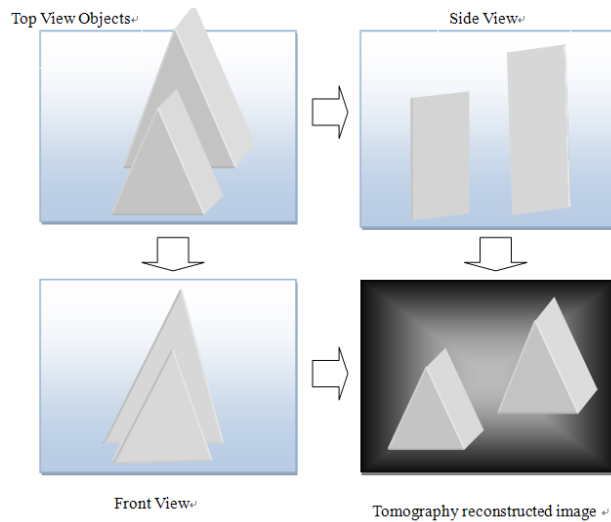 Top View Objects
Side View
Front View
Tomography reconstructed image